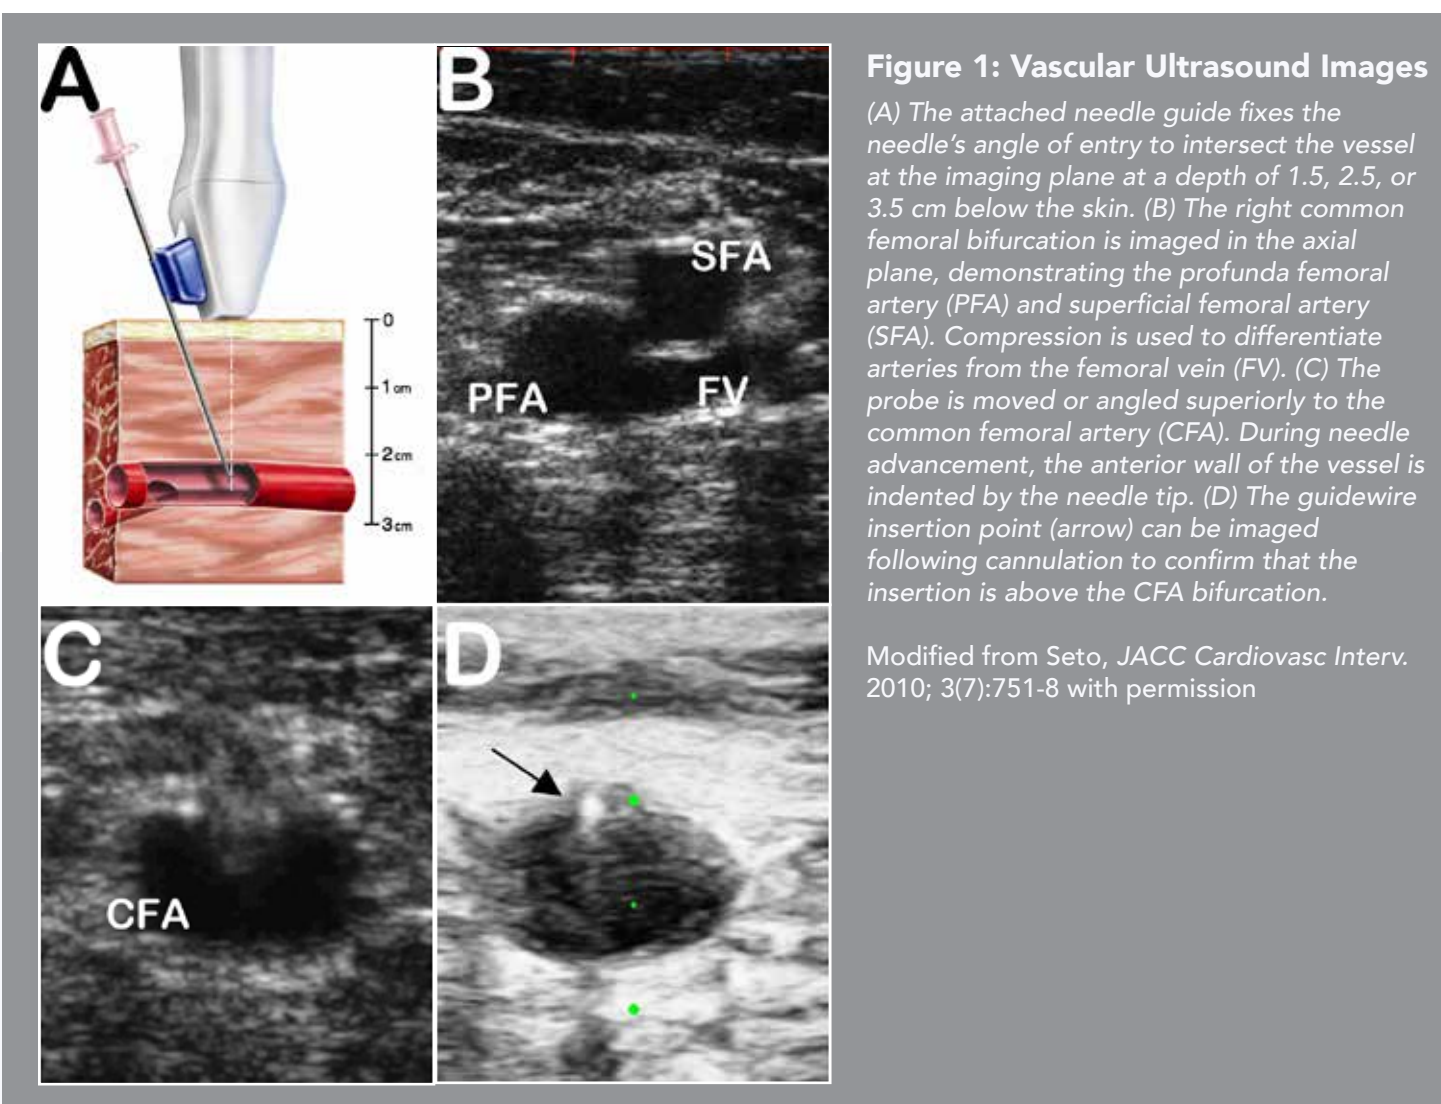 A
0
1 cm
2 cm
3 cm
B
SFA
PFA
FV
C
CFA
D
Figure 1: Vascular Ultrasound Images
(A) The attached needle guide fixes the
needle's angle of entry to intersect the vessel
at the imaging plane at a depth of 1.5, 2.5, or
3.5 cm below the skin. (B) The right common
femoral bifurcation is imaged in the axial
plane, demonstrating the profunda femoral
artery (PFA) and superficial femoral artery
(SFA). Compression is used to differentiate
arteries from the femoral vein (FV). (C) The
probe is moved or angled superiorly to the
common femoral artery (CFA). During needle
advancement, the anterior wall of the vessel is
indented by the needle tip. (D) The guidewire
insertion point (arrow) can be imaged
following cannulation to confirm that the
insertion is above the CFA bifurcation.
Modified from Seto, JACC Cardiovasc Interv.
2010; 3(7):751-8 with permission